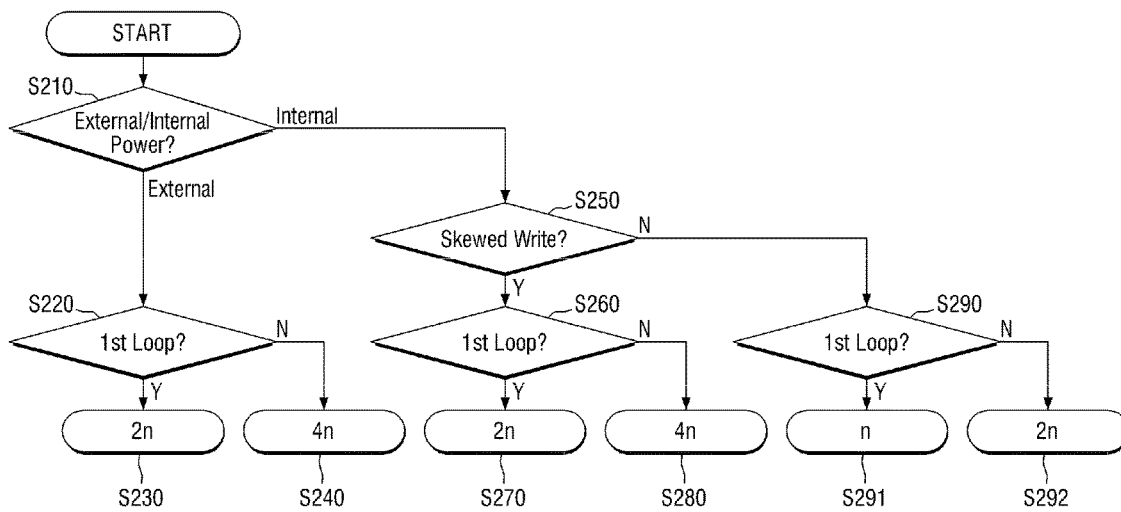 START
S210
External/Internal
Power?
Internal
External
S250
Skewed Write?
N
Y
S220
1st Loop?
N
Y
S260
1st Loop?
N
Y
S290
1st Loop?
N
Y
2n
4n
2n
4n
n
2n
S230
S240
S270
S280
S291
S292